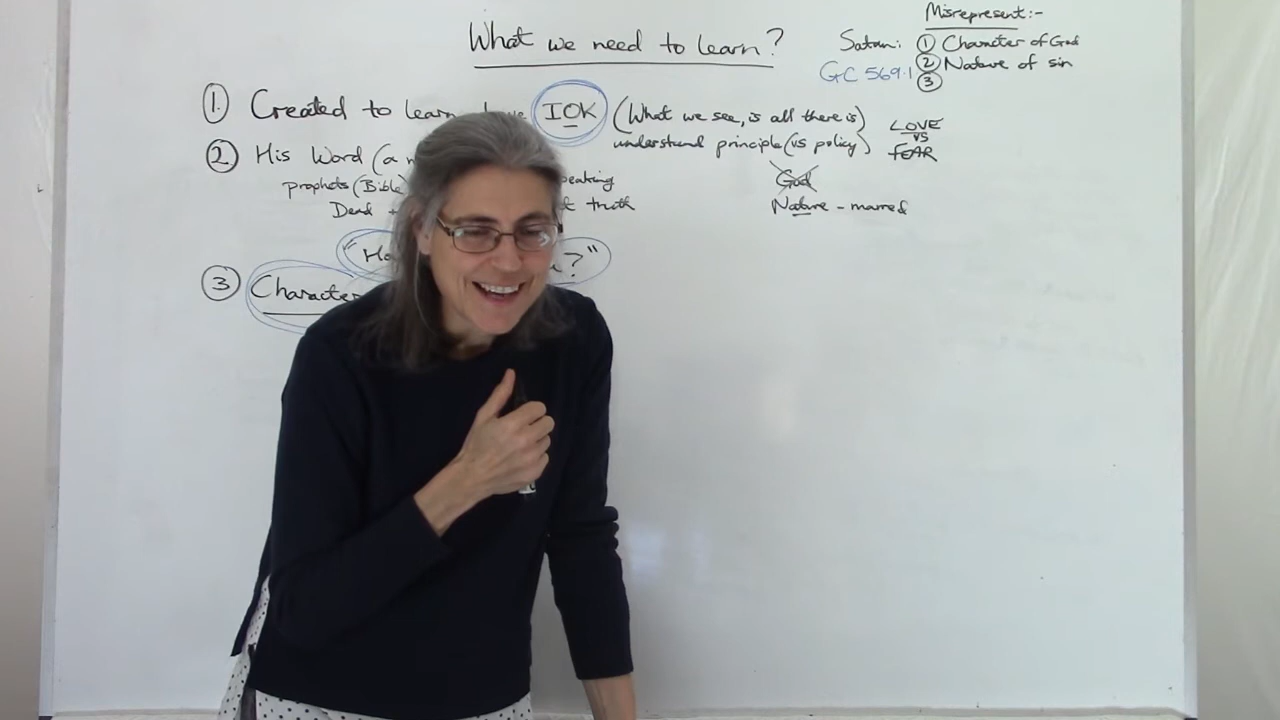 What we need to learn?
Misrepresent:-
Satan: ① Character of God
GC 569.1 ② Nature of sin
③
1. Created to learn IOK (What we see, is all there is)
understand principle (vs policy)
LOVE
vs
FEAR
② His Word (a
prophets (Bible)
Dead truth
God
Nature - marred
?"
③ Character